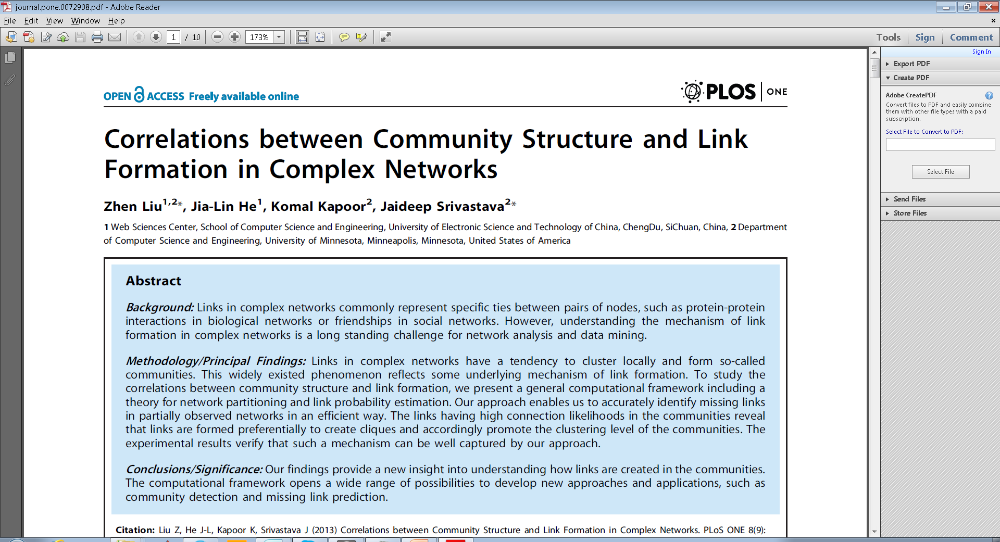 journal.pone.0072908.pdf - Adobe Reader
File Edit View Window Help
1 / 10 173% Tools Sign Comment
Sign In
Export PDF
Create PDF
Adobe CreatePDF
Convert files to PDF and easily combine
them with other file types with a paid
subscription.
Select File to Convert to PDF:
Select File
Send Files
Store Files
OPEN ACCESS Freely available online
PLOS ONE
Correlations between Community Structure and Link
Formation in Complex Networks
Zhen Liu1,2*, Jia-Lin He1, Komal Kapoor2, Jaideep Srivastava2*
1 Web Sciences Center, School of Computer Science and Engineering, University of Electronic Science and Technology of China, ChengDu, SiChuan, China, 2 Department
of Computer Science and Engineering, University of Minnesota, Minneapolis, Minnesota, United States of America
Abstract
Background: Links in complex networks commonly represent specific ties between pairs of nodes, such as protein-protein
interactions in biological networks or friendships in social networks. However, understanding the mechanism of link
formation in complex networks is a long standing challenge for network analysis and data mining.
Methodology/Principal Findings: Links in complex networks have a tendency to cluster locally and form so-called
communities. This widely existed phenomenon reflects some underlying mechanism of link formation. To study the
correlations between community structure and link formation, we present a general computational framework including a
theory for network partitioning and link probability estimation. Our approach enables us to accurately identify missing links
in partially observed networks in an efficient way. The links having high connection likelihoods in the communities reveal
that links are formed preferentially to create cliques and accordingly promote the clustering level of the communities. The
experimental results verify that such a mechanism can be well captured by our approach.
Conclusions/Significance: Our findings provide a new insight into understanding how links are created in the communities.
The computational framework opens a wide range of possibilities to develop new approaches and applications, such as
community detection and missing link prediction.
Citation: Liu Z, He J-L, Kapoor K, Srivastava J (2013) Correlations between Community Structure and Link Formation in Complex Networks. PLoS ONE 8(9):